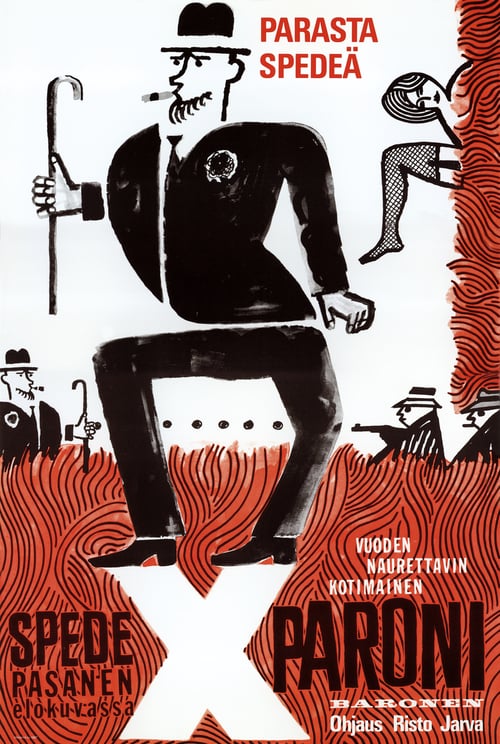 PARASTA
SPEDEÄ
VUODEN
NAURETTAVIN
KOTIMAINEN
SPEDE
PASANEN
elokuvassa
X
PARONI
BARONEN
Ohjaus Risto Jarva